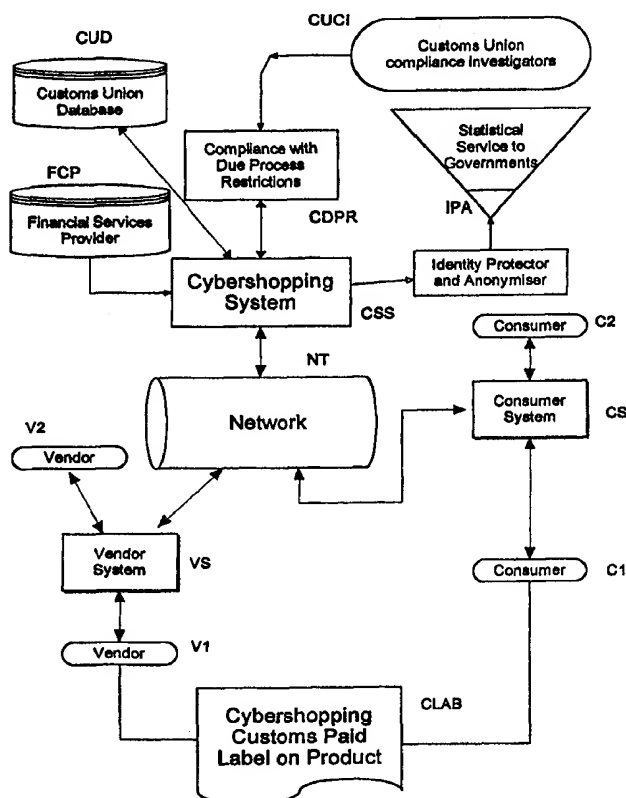 CUCI
CUD
Customs Union
compliance investigators
Customs Union
Database
Compliance with
Due Process
Restrictions
Statistical
Service to
Governments
FCP
IPA
CDPR
Financial Services
Provider
Identity Protector
and Anonymiser
Cybershopping
System
CSS
Consumer
C2
NT
Consumer
System
CS
Network
V2
Vendor
Vendor
System
VS
Consumer
C1
Vendor
V1
CLAB
Cybershopping
Customs Paid
Label on Product